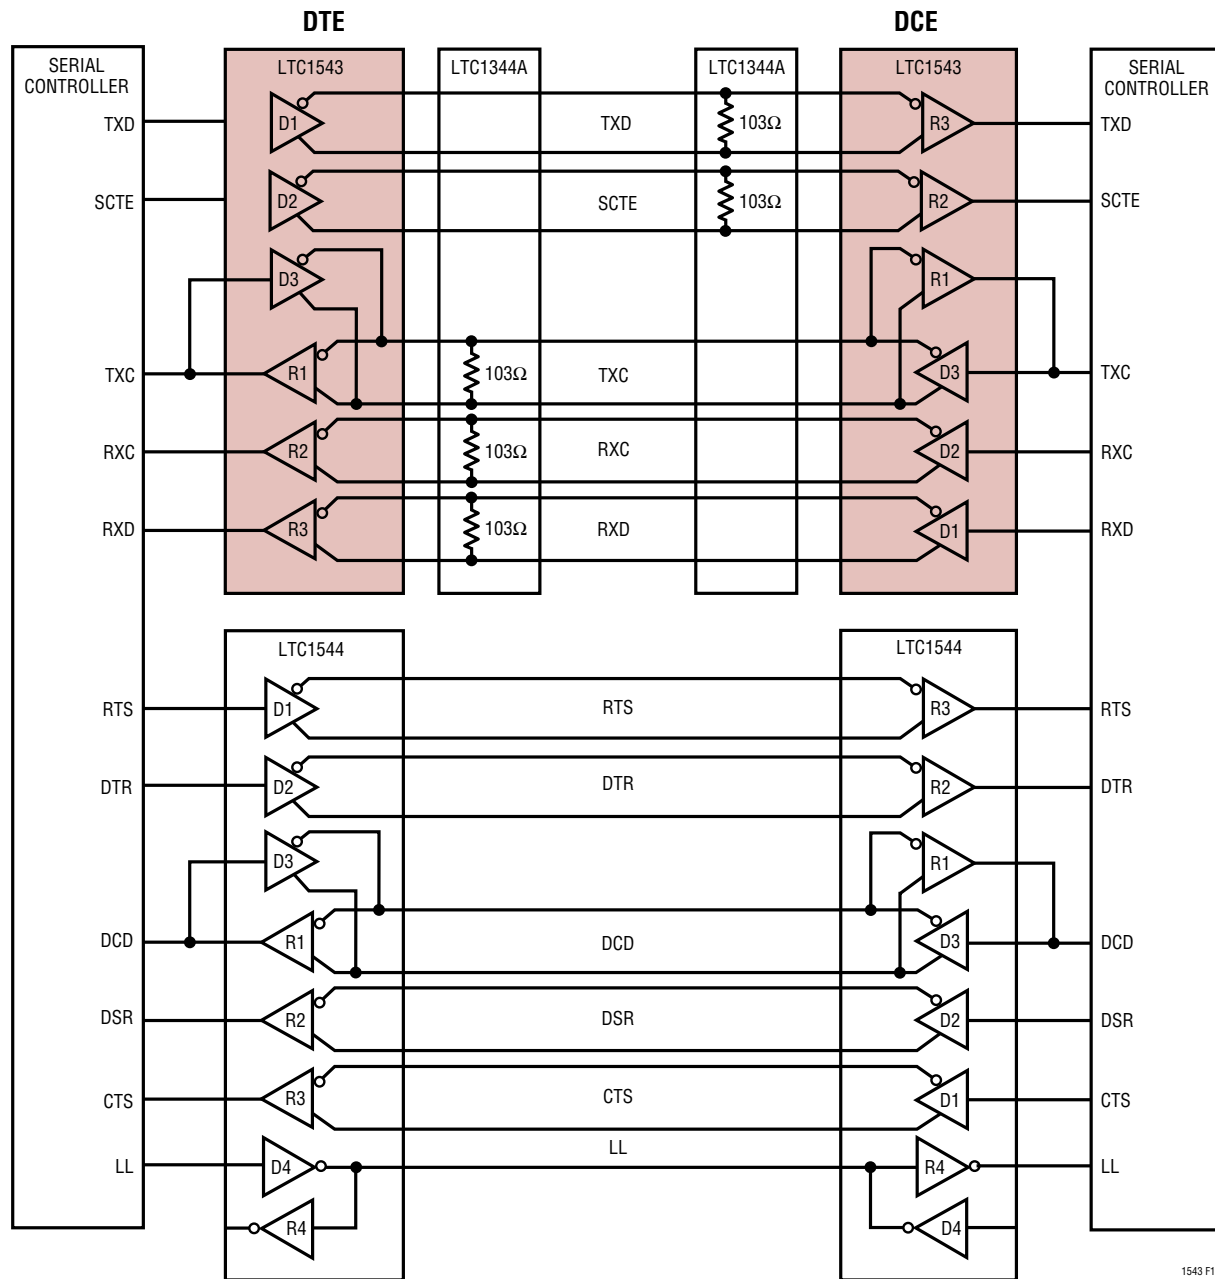 DTE
DCE
SERIAL
CONTROLLER
LTC1543
LTC1344A
LTC1344A
LTC1543
SERIAL
CONTROLLER
TXD
D1
TXD
103Ω
R3
TXD
SCTE
D2
SCTE
103Ω
R2
SCTE
D3
R1
TXC
R1
103Ω
TXC
D3
TXC
RXC
R2
103Ω
RXC
D2
RXC
RXD
R3
103Ω
RXD
D1
RXD
LTC1544
LTC1544
RTS
D1
RTS
R3
RTS
DTR
D2
DTR
R2
DTR
D3
R1
DCD
R1
DCD
D3
DCD
DSR
R2
DSR
D2
DSR
CTS
R3
CTS
D1
CTS
LL
D4
LL
R4
LL
R4
D4
1543 F1